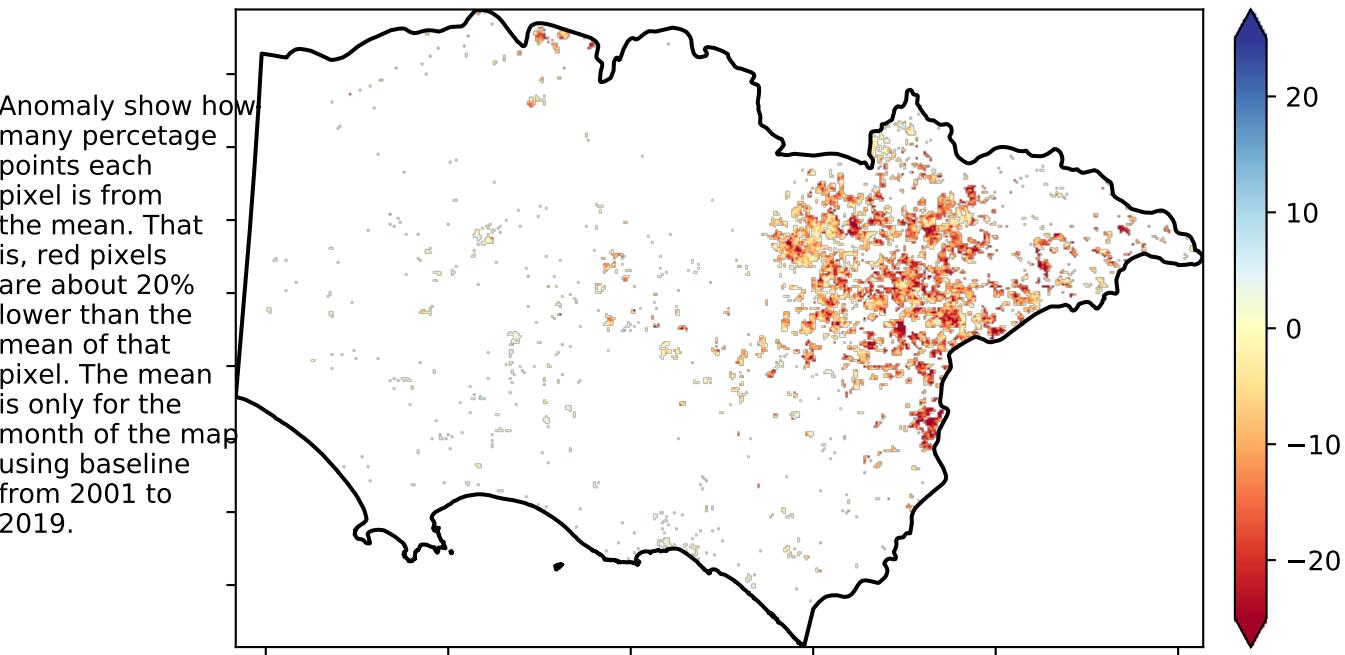 Anomaly show how
many percetage
points each
pixel is from
the mean. That
is, red pixels
are about 20%
lower than the
mean of that
pixel. The mean
is only for the
month of the map
using baseline
from 2001 to
2019.
20
10
0
−10
−20